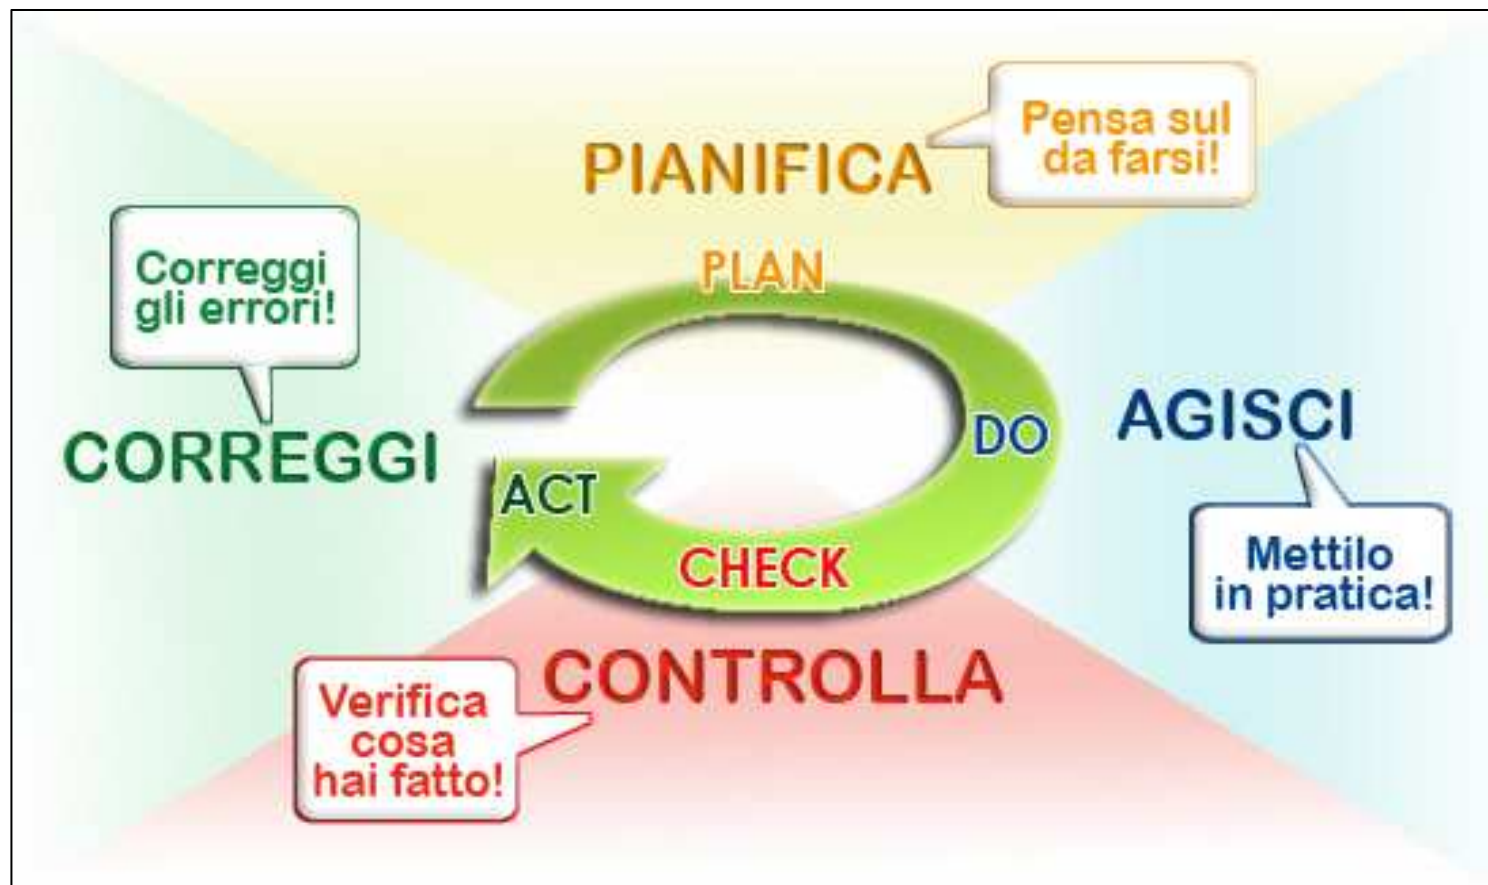 Pensa sul
da farsi!
PIANIFICA
PLAN
Correggi
gli errori!
CORREGGI
AGISCI
DO
ACT
Mettilo
in pratica!
CHECK
CONTROLLA
Verifica
cosa
hai fatto!